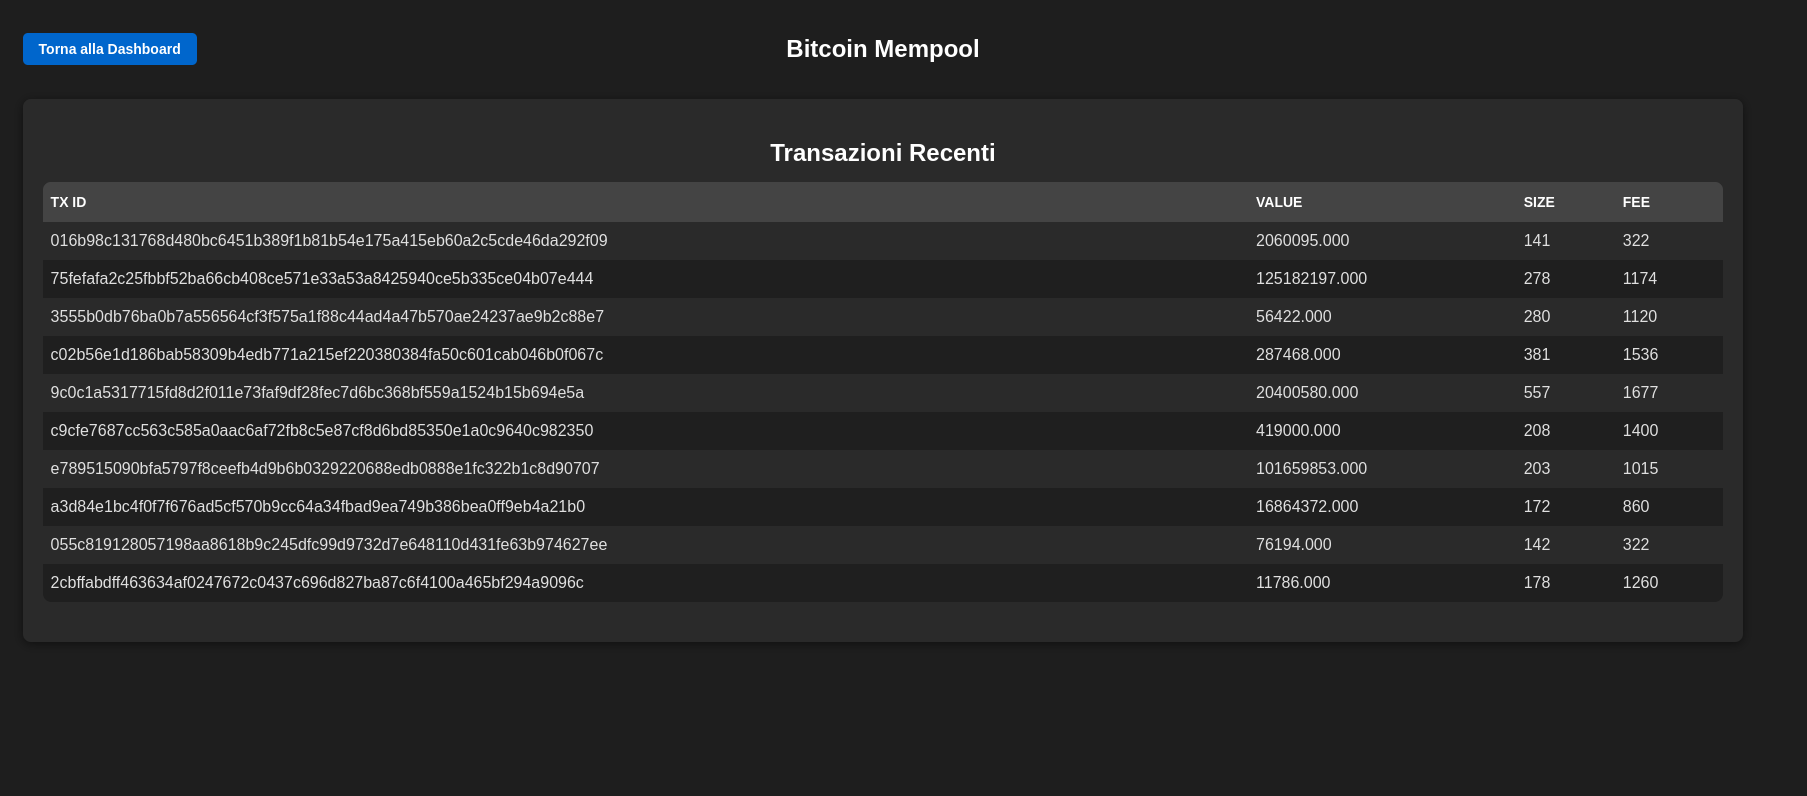 Torna alla Dashboard
Bitcoin Mempool
Transazioni Recenti
TX ID VALUE SIZE FEE
016b98c131768d480bc6451b389f1b81b54e175a415eb60a2c5cde46da292f09 2060095.000 141 322
75fefafa2c25fbbf52ba66cb408ce571e33a53a8425940ce5b335ce04b07e444 125182197.000 278 1174
3555b0db76ba0b7a556564cf3f575a1f88c44ad4a47b570ae24237ae9b2c88e7 56422.000 280 1120
c02b56e1d186bab58309b4edb771a215ef220380384fa50c601cab046b0f067c 287468.000 381 1536
9c0c1a5317715fd8d2f011e73faf9df28fec7d6bc368bf559a1524b15b694e5a 20400580.000 557 1677
c9cfe7687cc563c585a0aac6af72fb8c5e87cf8d6bd85350e1a0c9640c982350 419000.000 208 1400
e789515090bfa5797f8ceefb4d9b6b0329220688edb0888e1fc322b1c8d90707 101659853.000 203 1015
a3d84e1bc4f0f7f676ad5cf570b9cc64a34fbad9ea749b386bea0ff9eb4a21b0 16864372.000 172 860
055c819128057198aa8618b9c245dfc99d9732d7e648110d431fe63b974627ee 76194.000 142 322
2cbffabdff463634af0247672c0437c696d827ba87c6f4100a465bf294a9096c 11786.000 178 1260